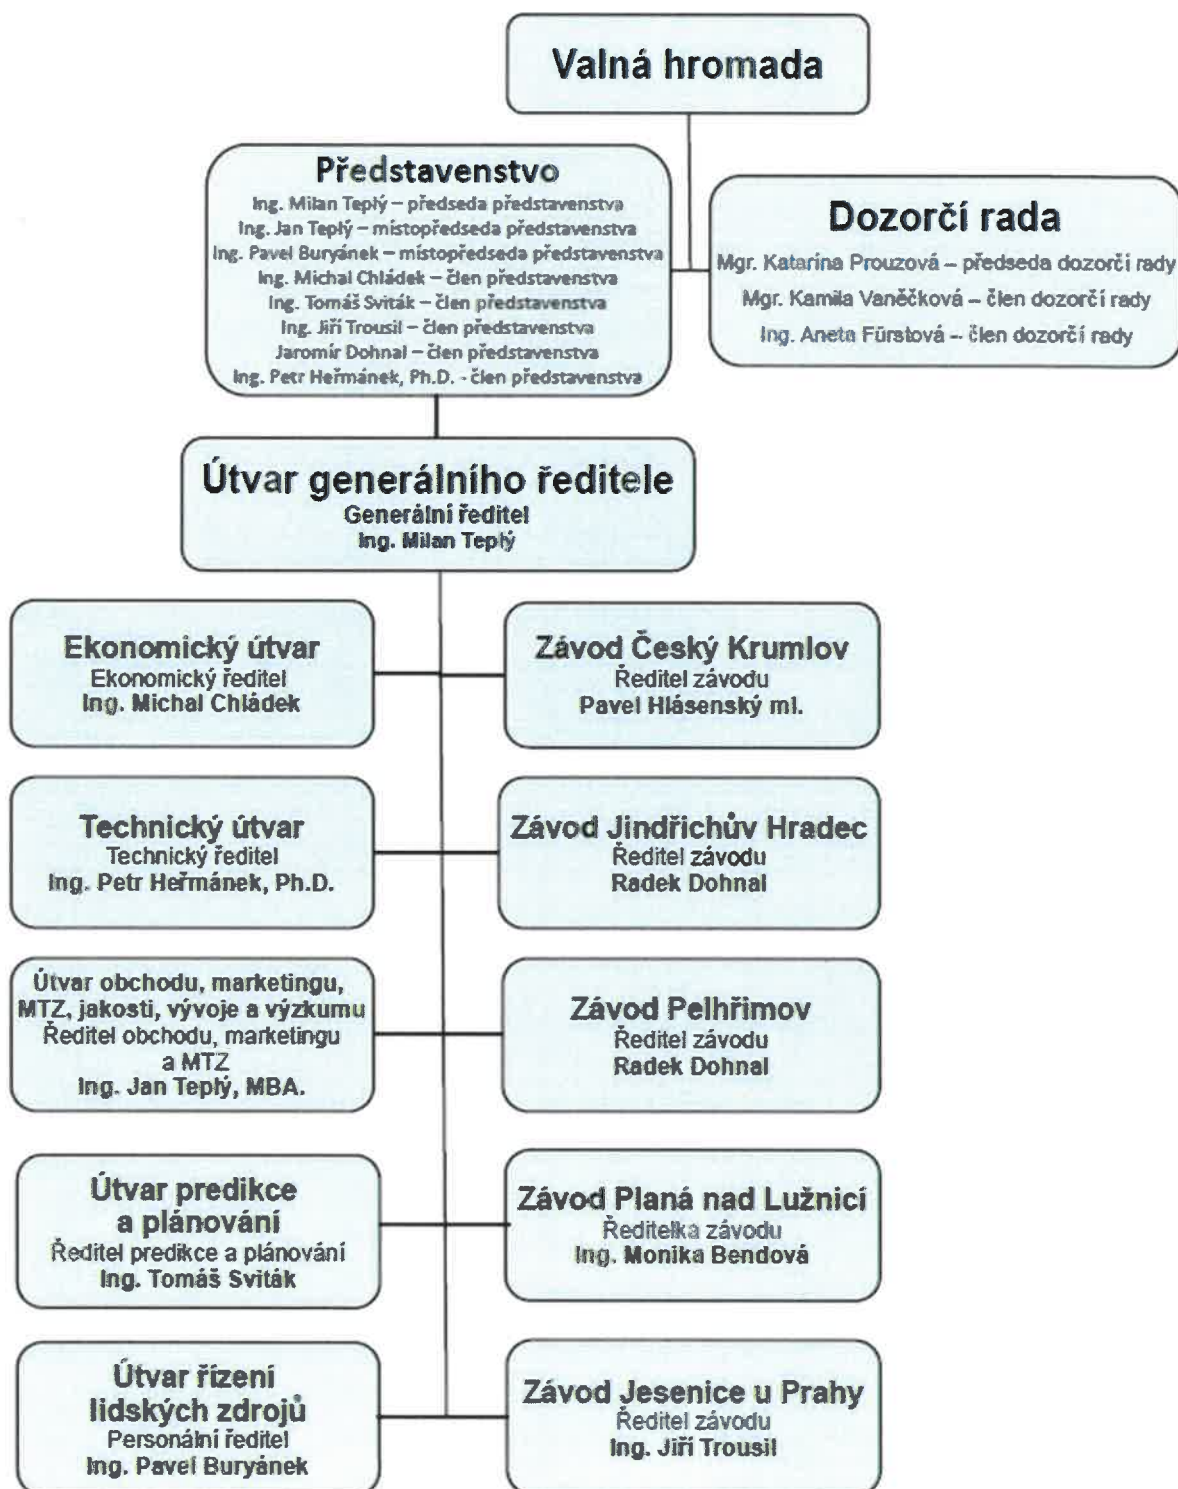 Valná hromada
Představenstvo
Ing. Milan Teplý – předseda představenstva
Ing. Jan Teplý – místopředseda představenstva
Ing. Pavel Buryánek – místopředseda představenstva
Ing. Michal Chládek – člen představenstva
Ing. Tomáš Sviták – člen představenstva
Ing. Jiří Trousil – člen představenstva
Jaromír Dohnal – člen představenstva
Ing. Petr Heřmánek, Ph.D. - člen představenstva
Dozorčí rada
Mgr. Katarína Prouzová – předseda dozorčí rady
Mgr. Kamila Vaněčková – člen dozorčí rady
Ing. Aneta Fürstová – člen dozorčí rady
Útvar generálního ředitele
Generální ředitel
Ing. Milan Teplý
Ekonomický útvar
Ekonomický ředitel
Ing. Michal Chládek
Závod Český Krumlov
Ředitel závodu
Pavel Hlásenský ml.
Technický útvar
Technický ředitel
Ing. Petr Heřmánek, Ph.D.
Závod Jindřichův Hradec
Ředitel závodu
Radek Dohnal
Útvar obchodu, marketingu,
MTZ, jakosti, vývoje a výzkumu
Ředitel obchodu, marketingu
a MTZ
Ing. Jan Teplý, MBA.
Závod Pelhřimov
Ředitel závodu
Radek Dohnal
Útvar predikce
a plánování
Ředitel predikce a plánování
Ing. Tomáš Sviták
Závod Planá nad Lužnicí
Ředitelka závodu
Ing. Monika Bendová
Útvar řízení
lidských zdrojů
Personální ředitel
Ing. Pavel Buryánek
Závod Jesenice u Prahy
Ředitel závodu
Ing. Jiří Trousil